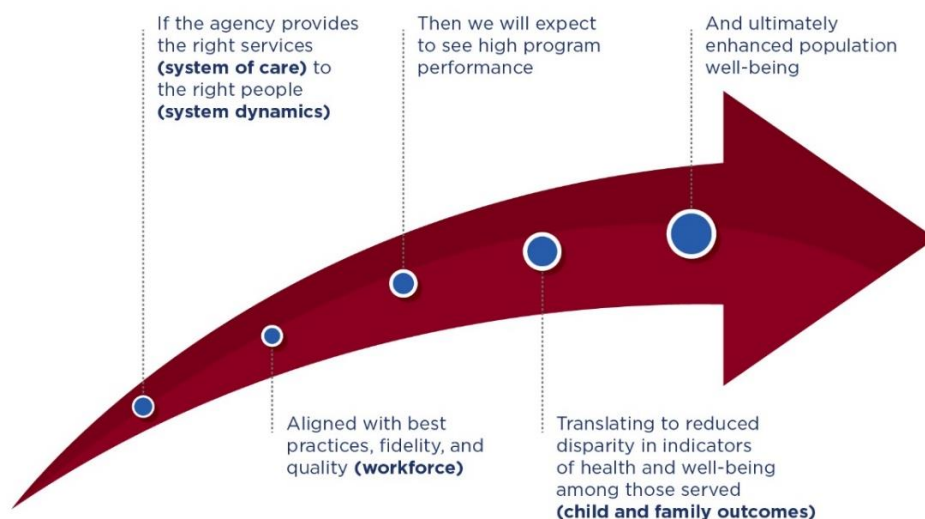 If the agency provides
the right services
(system of care) to
the right people
(system dynamics)
Aligned with best
practices, fidelity, and
quality (workforce)
Then we will expect
to see high program
performance
Translating to reduced
disparity in indicators
of health and well-being
among those served
(child and family outcomes)
And ultimately
enhanced population
well-being